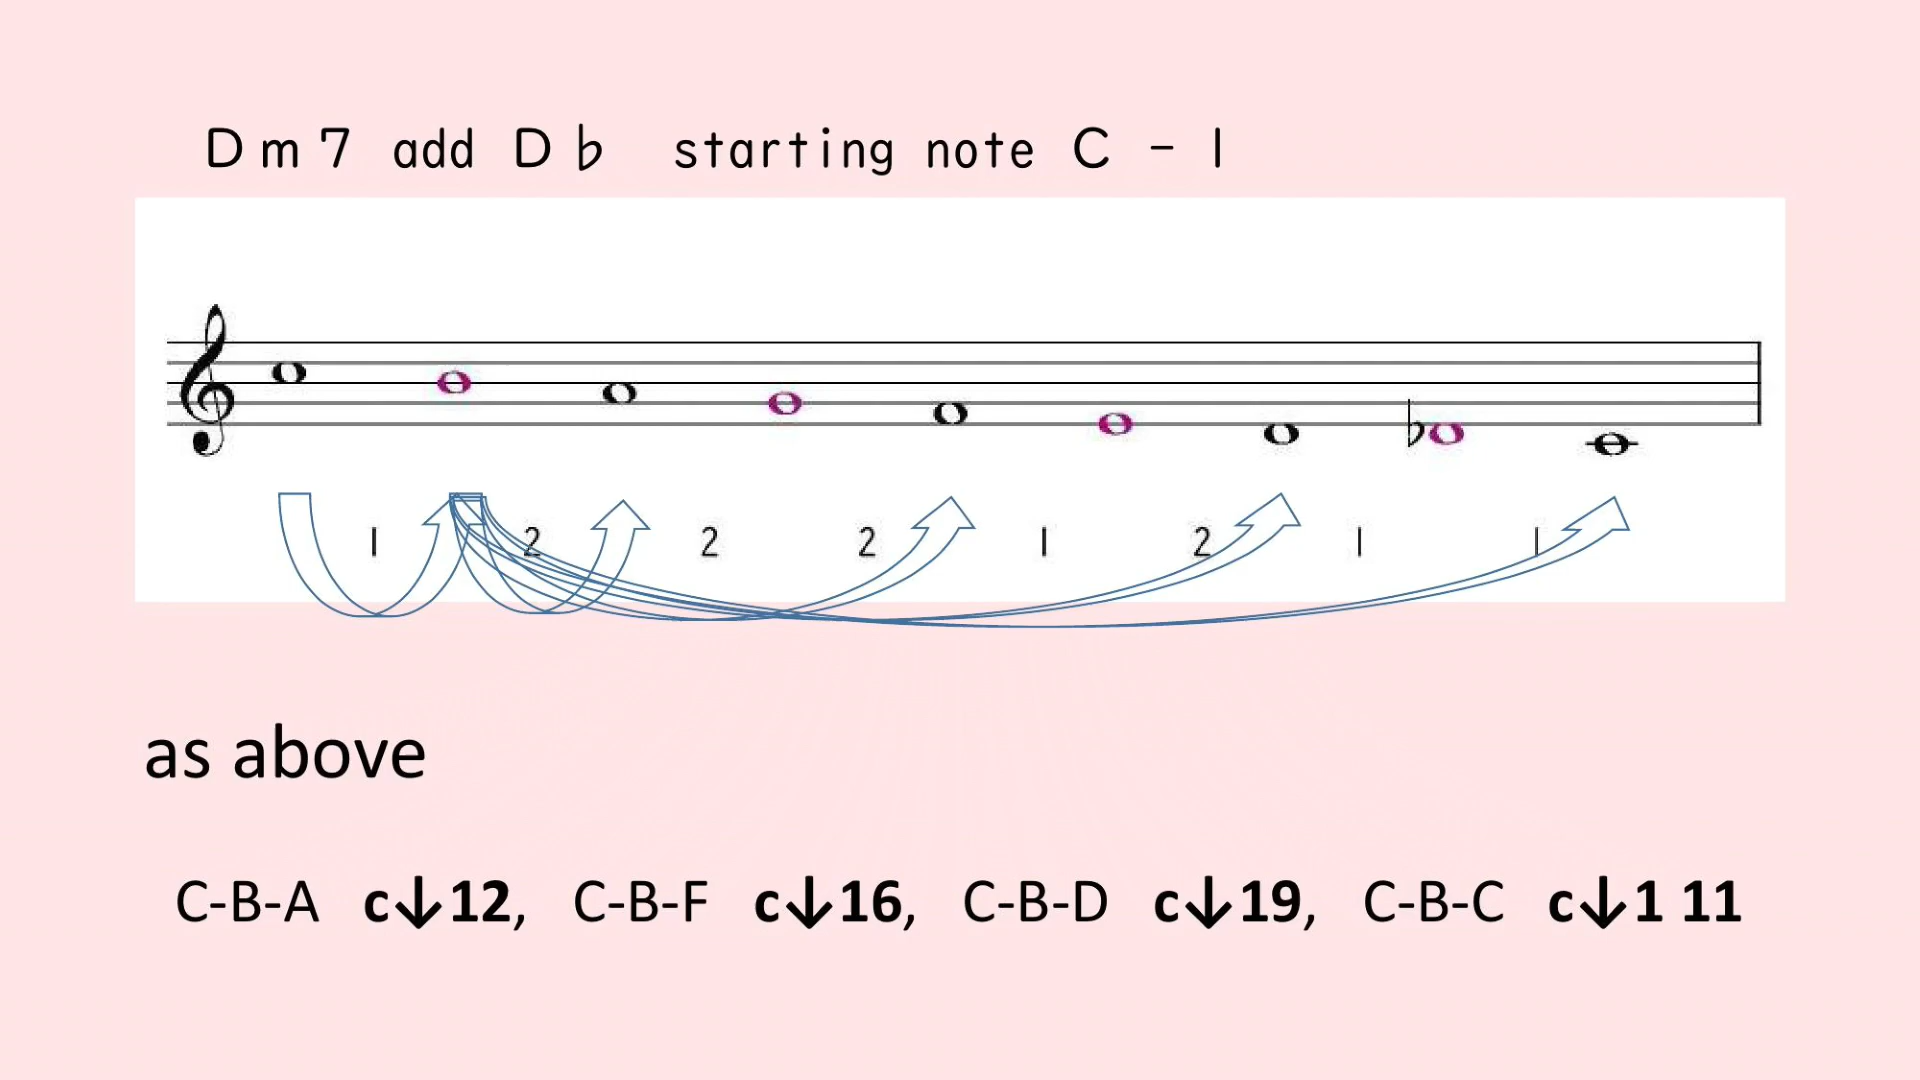 Dm7 add D♭ starting note C - 1
1 2 2 2 1 2 1 1
as above
C-B-A c↓12, C-B-F c↓16, C-B-D c↓19, C-B-C c↓1 11